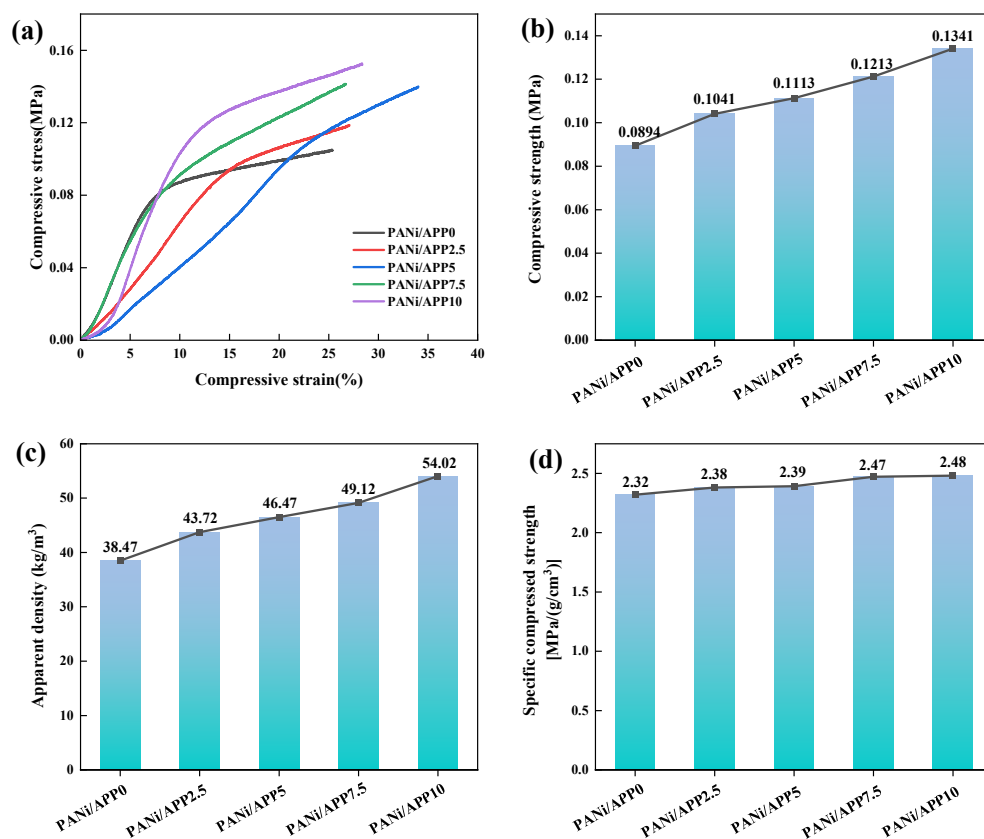 (a)
Compressive stress(MPa)
0.16
0.12
0.08
0.04
0.00
0
5
10
15
20
25
30
35
40
Compressive strain(%)
PANi/APP0
PANi/APP2.5
PANi/APP5
PANi/APP7.5
PANi/APP10
(b)
Compressive strength (MPa)
0.14
0.12
0.10
0.08
0.06
0.04
0.02
0.00
0.0894
0.1041
0.1113
0.1213
0.1341
PANi/APP0
PANi/APP2.5
PANi/APP5
PANi/APP7.5
PANi/APP10
(c)
Apparent density (kg/m³)
60
50
40
30
20
10
0
38.47
43.72
46.47
49.12
54.02
PANi/APP0
PANi/APP2.5
PANi/APP5
PANi/APP7.5
PANi/APP10
(d)
Specific compressed strength
[MPa/(g/cm³)]
2.5
2.0
1.5
1.0
0.5
0.0
2.32
2.38
2.39
2.47
2.48
PANi/APP0
PANi/APP2.5
PANi/APP5
PANi/APP7.5
PANi/APP10